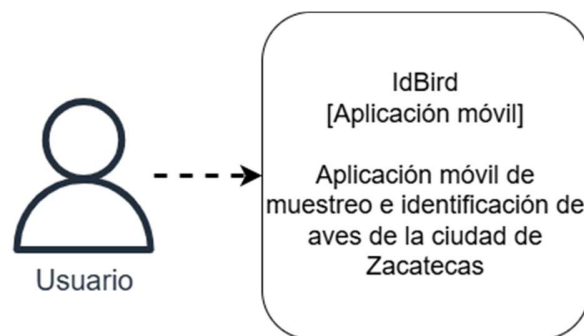 IdBird
[Aplicación móvil]
Aplicación móvil de
muestreo e identificación de
aves de la ciudad de
Zacatecas
Usuario